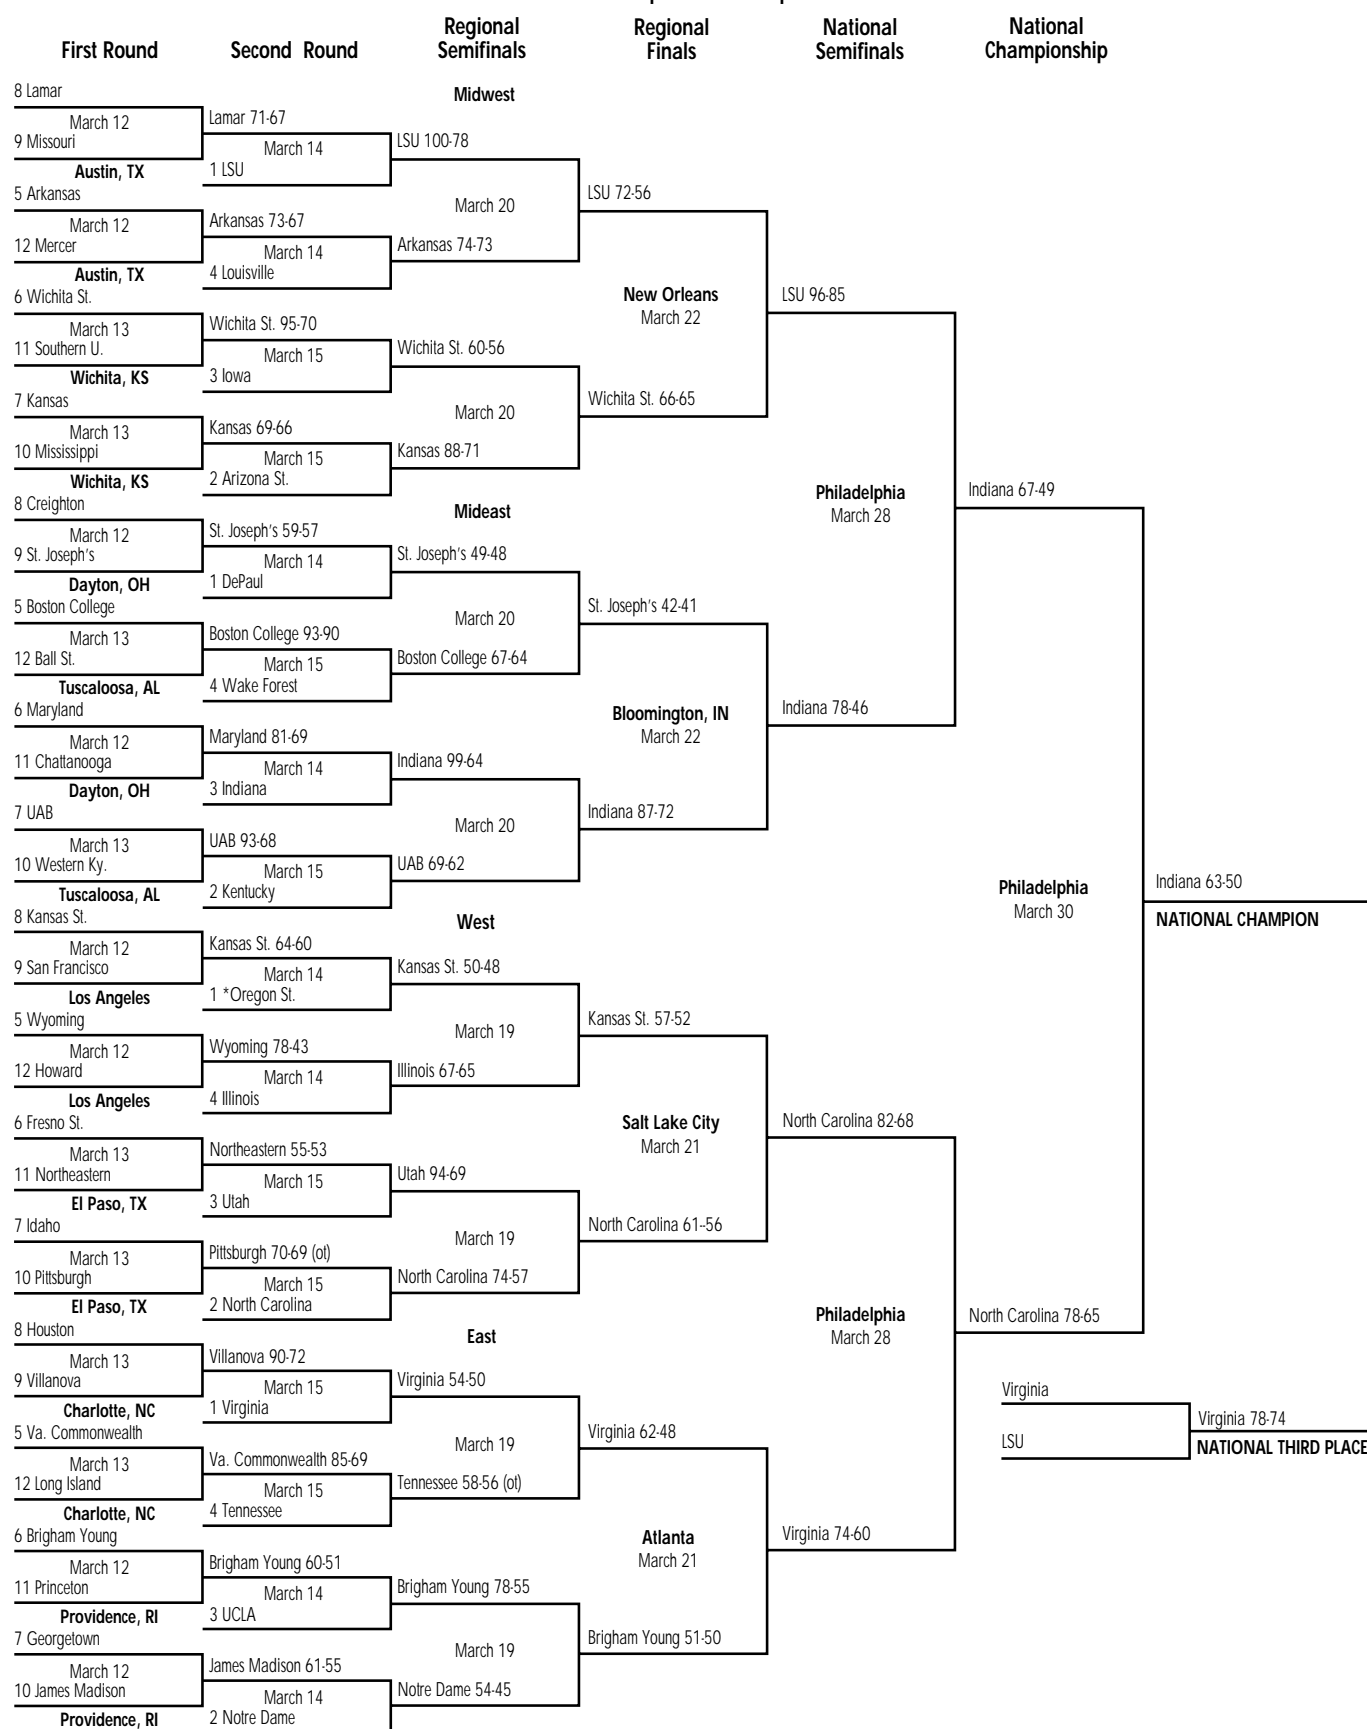 First Round
Second Round
Regional
Semifinals
Regional
Finals
National
Semifinals
National
Championship
Midwest
8 Lamar
March 12
9 Missouri
Austin, TX
5 Arkansas
March 12
12 Mercer
Austin, TX
6 Wichita St.
March 13
11 Southern U.
Wichita, KS
7 Kansas
March 13
10 Mississippi
Wichita, KS
Lamar 71-67
March 14
1 LSU
Arkansas 73-67
March 14
4 Louisville
Wichita St. 95-70
March 15
3 Iowa
Kansas 69-66
March 15
2 Arizona St.
LSU 100-78
March 20
Arkansas 74-73
Wichita St. 60-56
March 20
Kansas 88-71
LSU 72-56
New Orleans
March 22
Wichita St. 66-65
Mideast
8 Creighton
March 12
9 St. Joseph's
Dayton, OH
5 Boston College
March 13
12 Ball St.
Tuscaloosa, AL
6 Maryland
March 12
11 Chattanooga
Dayton, OH
7 UAB
March 13
10 Western Ky.
Tuscaloosa, AL
St. Joseph's 59-57
March 14
1 DePaul
Boston College 93-90
March 15
4 Wake Forest
Maryland 81-69
March 14
3 Indiana
UAB 93-68
March 15
2 Kentucky
St. Joseph's 49-48
March 20
Boston College 67-64
Indiana 99-64
March 20
UAB 69-62
St. Joseph's 42-41
Bloomington, IN
March 22
Indiana 87-72
LSU 96-85
Philadelphia
March 28
Indiana 78-46
West
8 Kansas St.
March 12
9 San Francisco
Los Angeles
5 Wyoming
March 12
12 Howard
Los Angeles
6 Fresno St.
March 13
11 Northeastern
El Paso, TX
7 Idaho
March 13
10 Pittsburgh
El Paso, TX
Kansas St. 64-60
March 14
1 *Oregon St.
Wyoming 78-43
March 14
4 Illinois
Northeastern 55-53
March 15
3 Utah
Pittsburgh 70-69 (ot)
March 15
2 North Carolina
Kansas St. 50-48
March 19
Illinois 67-65
Utah 94-69
March 19
North Carolina 74-57
Kansas St. 57-52
Salt Lake City
March 21
North Carolina 61--56
East
8 Houston
March 13
9 Villanova
Charlotte, NC
5 Va. Commonwealth
March 13
12 Long Island
Charlotte, NC
6 Brigham Young
March 12
11 Princeton
Providence, RI
7 Georgetown
March 12
10 James Madison
Providence, RI
Villanova 90-72
March 15
1 Virginia
Va. Commonwealth 85-69
March 15
4 Tennessee
Brigham Young 60-51
March 14
3 UCLA
James Madison 61-55
March 14
2 Notre Dame
Virginia 54-50
March 19
Tennessee 58-56 (ot)
Brigham Young 78-55
March 19
Notre Dame 54-45
Virginia 62-48
Atlanta
March 21
Brigham Young 51-50
North Carolina 82-68
Philadelphia
March 28
Virginia 74-60
Indiana 67-49
Philadelphia
March 30
North Carolina 78-65
Indiana 63-50
NATIONAL CHAMPION
Virginia
LSU
Virginia 78-74
NATIONAL THIRD PLACE